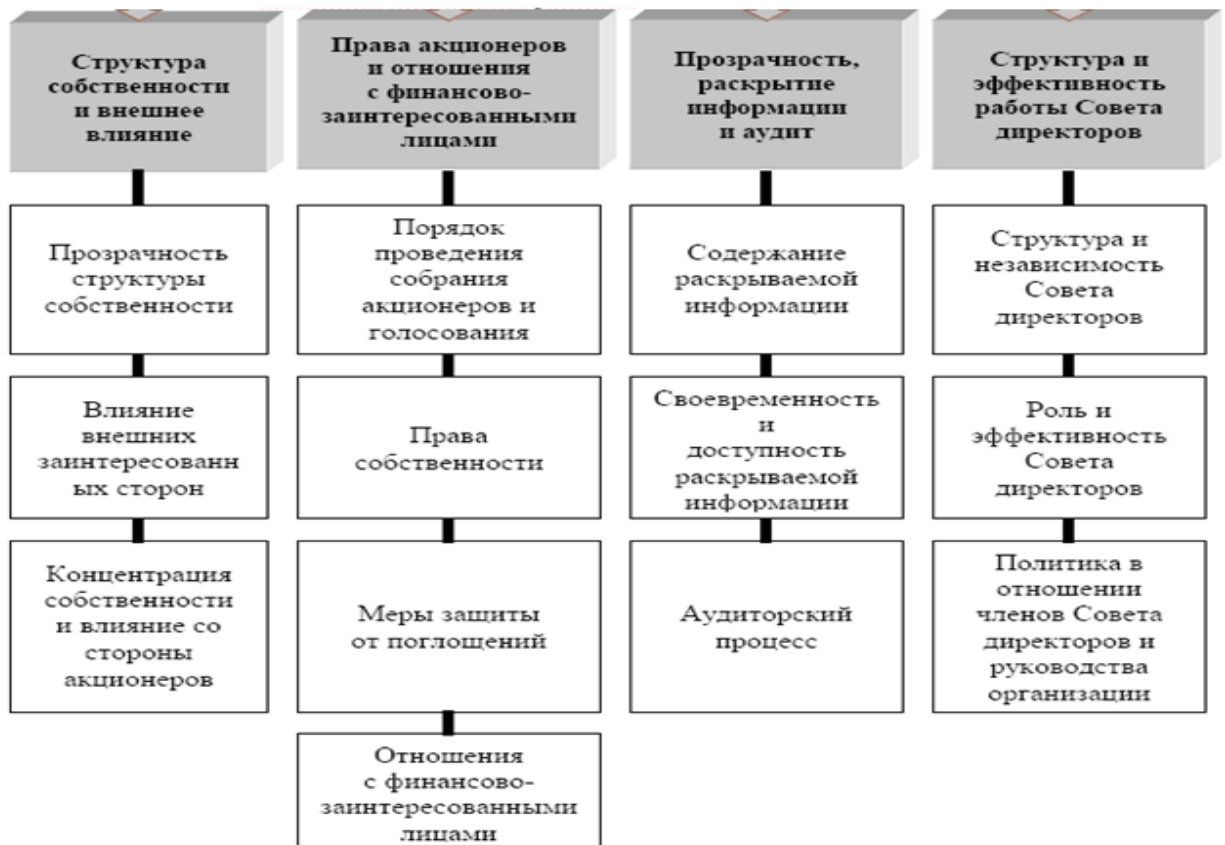 Структура
собственности
и внешнее
влияние
Прозрачность
структуры
собственности
Влияние
внешних
заинтересованн
ых сторон
Концентрация
собственности
и влияние со
стороны
акционеров
Права акционеров
и отношения
с финансово-
заинтересованными
лицами
Порядок
проведения
собрания
акционеров и
голосования
Права
собственности
Меры защиты
от поглощений
Отношения
с финансово-
заинтересованными
лицами
Прозрачность,
раскрытие
информации
и аудит
Содержание
раскрываемой
информации
Своевременность
и
доступность
раскрываемой
информации
Аудиторский
процесс
Структура и
эффективность
работы Совета
директоров
Структура и
независимость
Совета
директоров
Роль и
эффективность
Совета
директоров
Политика в
отношении
членов Совета
директоров и
руководства
организации